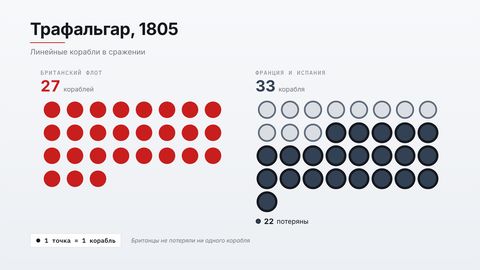 Трафальгар, 1805
Линейные корабли в сражении
БРИТАНСКИЙ ФЛОТ
27 кораблей
ФРАНЦИЯ И ИСПАНИЯ
33 корабля
22 потеряны
1 точка = 1 корабль
Британцы не потеряли ни одного корабля